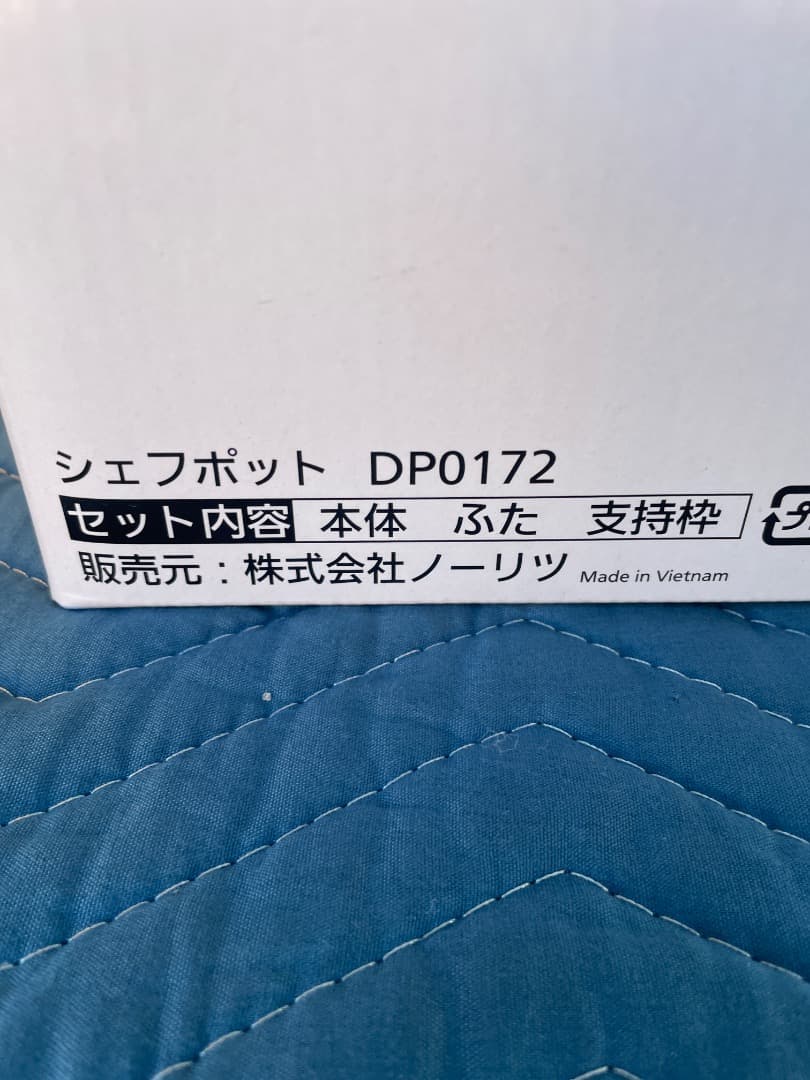 シェフポット DP0172
セット内容 本体 ふた 支持枠
販売元：株式会社ノーリツ Made in Vietnam